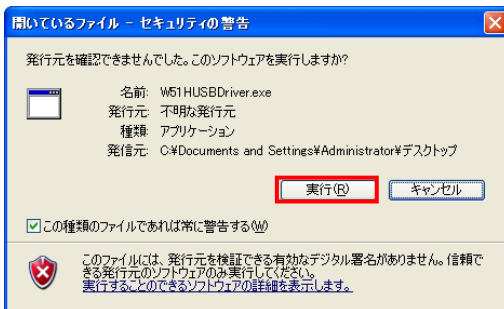 開いているファイル - セキュリティの警告
発行元を確認できませんでした。このソフトウェアを実行しますか?
名前: W51HUSBDriver.exe
発行元: 不明な発行元
種類: アプリケーション
発信元: C:¥Documents and Settings¥Administrator¥デスクトップ
実行(R) キャンセル
この種類のファイルであれば常に警告する(W)
このファイルには、発行元を検証できる有効なデジタル署名がありません。信頼で
きる発行元のソフトウェアのみ実行してください。
実行することのできるソフトウェアの詳細を表示します。